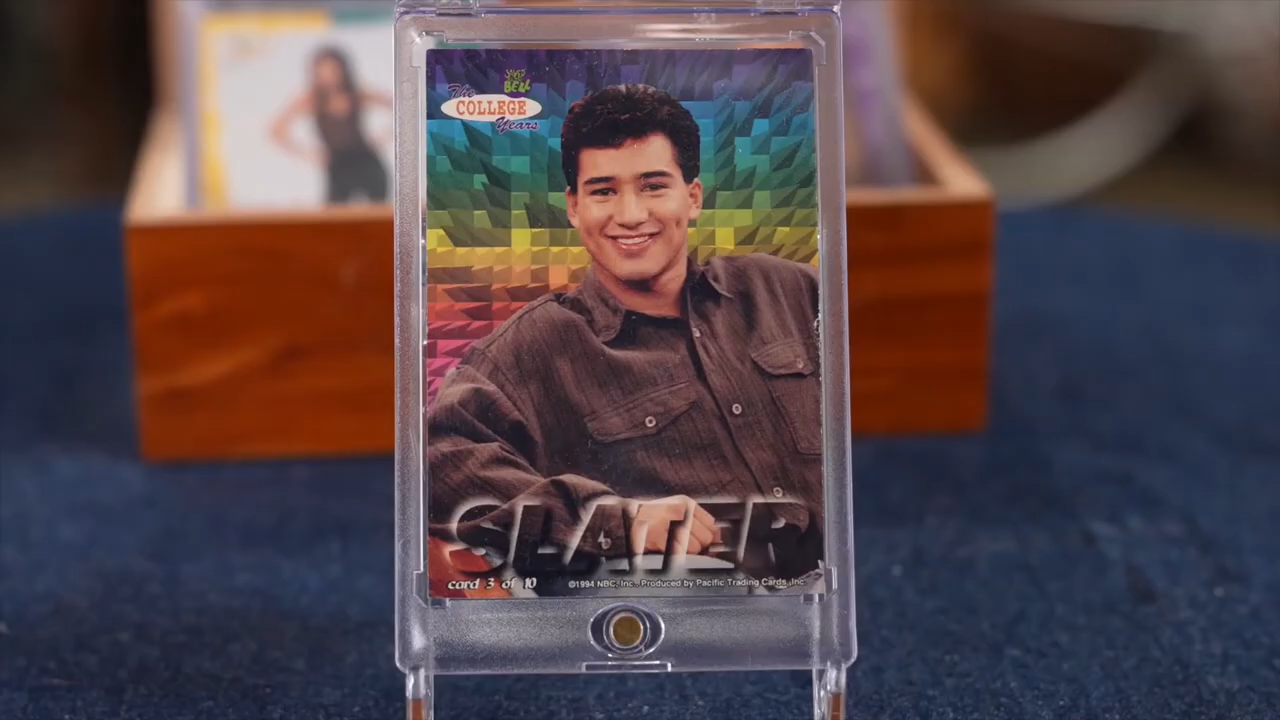 SAVED
BY THE
BELL
The
COLLEGE
Years
SLATER
card 3 of 10
©1994 NBC, Inc. Produced by Pacific Trading Cards, Inc.